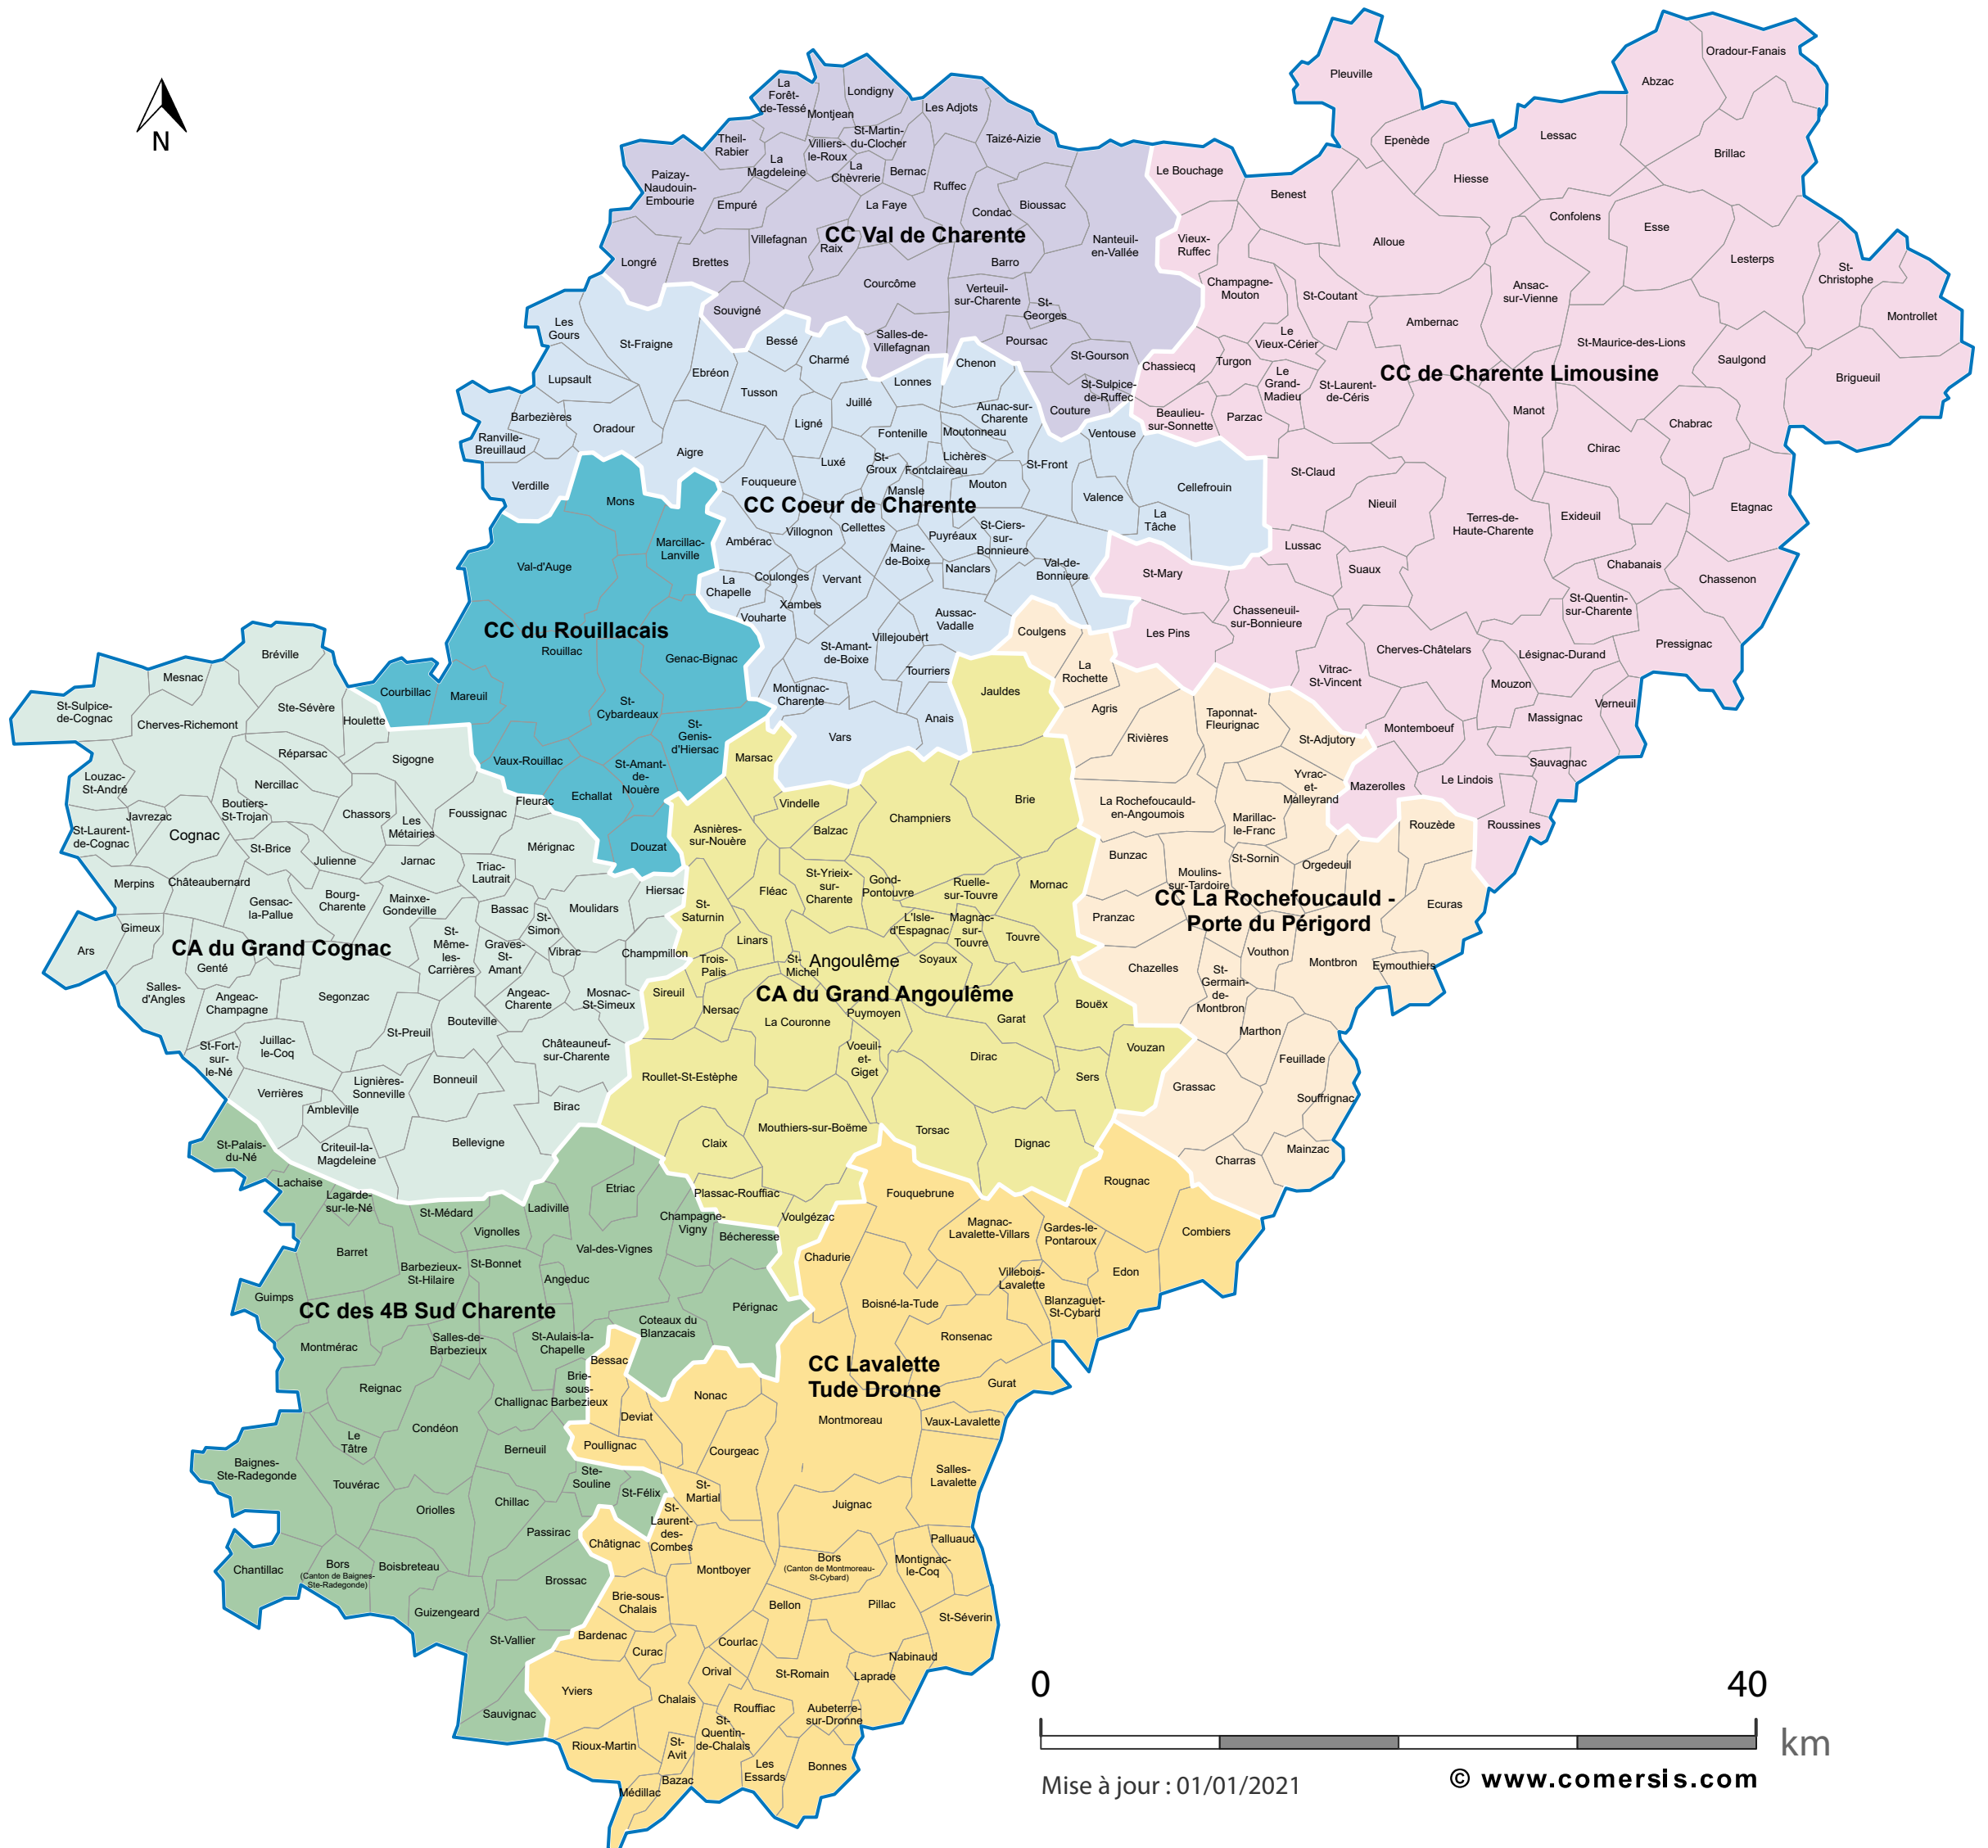 N
CC Val de Charente
La
Forêt-
de-Tessé
Londigny
Montjean
Les Adjots
Theil-
Rabier
Villiers-
le-Roux
St-Martin-
du-Clocher
Taizé-Aizie
La
Magdeleine
La
Chèvrerie
Bernac
Ruffec
Paizay-
Naudouin-
Embourie
Empuré
La Faye
Condac
Bioussac
Villefagnan
Raix
Nanteuil-
en-Vallée
Longré
Brettes
Barro
Courcôme
Verteuil-
sur-Charente
St-
Georges
Souvigné
Salles-de-
Villefagnan
Poursac
St-Gourson
St-Sulpice-
de-Ruffec
Couture
CC de Charente Limousine
Pleuville
Abzac
Oradour-Fanais
Epenède
Lessac
Brillac
Le Bouchage
Benest
Hiesse
Confolens
Esse
Vieux-
Ruffec
Alloue
Lesterps
St-
Christophe
Champagne-
Mouton
St-Coutant
Ansac-
sur-Vienne
Montrollet
Le
Vieux-Cérier
Ambernac
St-Maurice-des-Lions
Saulgond
Brigueuil
Chassiecq
Turgon
Le
Grand-
Madieu
St-Laurent-
de-Céris
Manot
Chabrac
Beaulieu-
sur-Sonnette
Parzac
Chirac
St-Claud
Nieuil
Terres-de-
Haute-Charente
Exideuil
Etagnac
Lussac
Suaux
Chabanais
Chassenon
St-Mary
Chasseneuil-
sur-Bonnieure
St-Quentin-
sur-Charente
Les Pins
Cherves-Châtelars
Lésignac-Durand
Pressignac
Vitrac-
St-Vincent
Mouzon
Verneuil
Massignac
Montemboeuf
Sauvagnac
Le Lindois
Mazerolles
Roussines
CC Coeur de Charente
Les
Gours
St-Fraigne
Bessé
Charmé
Chenon
Lupsault
Ebréon
Tusson
Lonnes
Juillé
Aunac-sur-
Charente
Barbezières
Oradour
Ligné
Fontenille
Moutonneau
Ventouse
Ranville-
Breuillaud
Aigre
Luxé
St-
Groux
Lichères
Fontclaireau
St-Front
Verdille
Fouqueure
Mansle
Mouton
Valence
Cellefrouin
La
Tâche
Ambérac
Villognon
Cellettes
Puyréaux
St-Ciers-
sur-
Bonnieure
Maine-
de-Boixe
Nanclars
Val-de-
Bonnieure
La
Chapelle
Coulonges
Vervant
Xambes
Vouharte
Aussac-
Vadalle
Villejoubert
St-Amant-
de-Boixe
Tourriers
Montignac-
Charente
Anais
Vars
CC du Rouillacais
Mons
Marcillac-
Lanville
Val-d'Auge
Rouillac
Genac-Bignac
Courbillac
Mareuil
St-
Cybardeaux
St-
Genis-
d'Hiersac
Vaux-Rouillac
St-Amant-
de-
Nouère
Echallat
Douzat
CA du Grand Cognac
Bréville
Mesnac
St-Sulpice-
de-Cognac
Cherves-Richemont
Ste-Sévère
Houlette
Réparsac
Sigogne
Louzac-
St-André
Nercillac
Javrezac
Boutiers-
St-Trojan
Chassors
Les
Métairies
Foussignac
Fleurac
St-Laurent-
de-Cognac
Cognac
St-Brice
Julienne
Jarnac
Mérignac
Triac-
Lautrait
Merpins
Châteaubernard
Gensac-
la-Pallue
Bourg-
Charente
Mainxe-
Gondeville
Bassac
St-
Simon
Moulidars
Hiersac
Gimeux
Ars
Genté
St-
Même-
les-
Carrières
Graves-
St-
Amant
Vibrac
Champmillon
Salles-
d'Angles
Angeac-
Champagne
Segonzac
Angeac-
Charente
Mosnac-
St-Simeux
St-Preuil
Bouteville
St-Fort-
sur-
le-Né
Juillac-
le-Coq
Châteauneuf-
sur-Charente
Verrières
Lignières-
Sonneville
Bonneuil
Ambleville
Birac
Criteuil-la-
Magdeleine
Bellevigne
CA du Grand Angoulême
Jauldes
Marsac
Vindelle
Brie
Asnières-
sur-Nouère
Balzac
Champniers
Fléac
St-Yrieix-
sur-
Charente
Gond-
Pontouvre
Ruelle-
sur-Touvre
Mornac
St-
Saturnin
L'Isle-
d'Espagnac
Magnac-
sur-
Touvre
Linars
Touvre
Trois-
Palis
St-
Michel
Angoulême
Soyaux
Sireuil
Nersac
La Couronne
Puymoyen
Garat
Bouëx
Voeuil-
et-
Giget
Dirac
Vouzan
Sers
Roullet-St-Estèphe
Mouthiers-sur-Boëme
Torsac
Dignac
Claix
Plassac-Rouffiac
Voulgézac
CC La Rochefoucauld -
Porte du Périgord
Coulgens
La
Rochette
Agris
Rivières
Taponnat-
Fleurignac
St-Adjutory
Yvrac-
et-
Malleyrand
La Rochefoucauld-
en-Angoumois
Marillac-
le-Franc
Rouzède
Bunzac
Moulins-
sur-Tardoire
St-Sornin
Orgedeuil
Ecuras
Pranzac
Vouthon
Montbron
Eymouthiers
Chazelles
St-
Germain-
de-
Montbron
Marthon
Feuillade
Grassac
Souffrignac
Mainzac
Charras
CC des 4B Sud Charente
St-Palais-
du-Né
Lachaise
Lagarde-
sur-le-Né
St-Médard
Ladiville
Etriac
Champagne-
Vigny
Bécheresse
Vignolles
Barret
Val-des-Vignes
Barbezieux-
St-Hilaire
St-Bonnet
Angeduc
Guimps
Pérignac
Coteaux du
Blanzacais
Montmérac
Salles-de-
Barbezieux
St-Aulais-la-
Chapelle
Reignac
Challignac
Brie-
sous-
Barbezieux
Condéon
Le
Tâtre
Berneuil
Baignes-
Ste-Radegonde
Touvérac
Ste-
Souline
St-Félix
Oriolles
Chillac
Passirac
Chantillac
Bors
(Canton de Baignes-
Ste-Radegonde)
Boisbreteau
Brossac
Guizengeard
St-Vallier
Sauvignac
CC Lavalette
Tude Dronne
Fouquebrune
Rougnac
Magnac-
Lavalette-Villars
Gardes-le-
Pontaroux
Combiers
Chadurie
Villebois-
Lavalette
Edon
Boisné-la-Tude
Blanzaguet-
St-Cybard
Ronsenac
Bessac
Nonac
Gurat
Deviat
Montmoreau
Vaux-Lavalette
Poullignac
Courgeac
Salles-
Lavalette
St-
Martial
Juignac
St-
Laurent-
des-
Combes
Châtignac
Palluaud
Montboyer
Bors
(Canton de Montmoreau-
St-Cybard)
Montignac-
le-Coq
Brie-sous-
Chalais
Bellon
Pillac
St-Séverin
Bardenac
Curac
Courlac
Nabinaud
Orival
St-Romain
Laprade
Yviers
Chalais
Rouffiac
Aubeterre-
sur-Dronne
St-
Quentin-
de-Chalais
Rioux-Martin
St-
Avit
Les
Essards
Bonnes
Bazac
Médillac
0
40
km
Mise à jour : 01/01/2021
© www.comersis.com